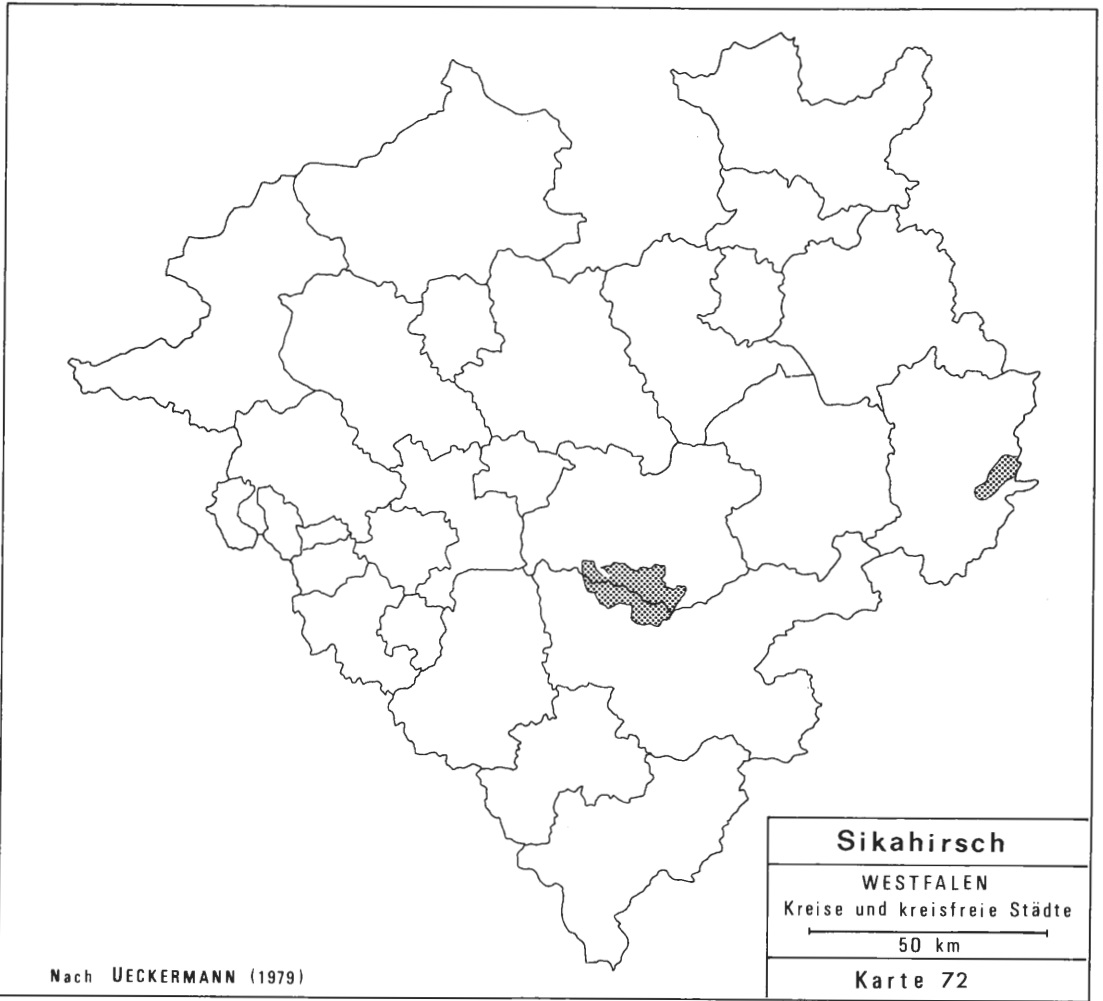 Sikahirsch
WESTFALEN
Kreise und kreisfreie Städte
50 km
Nach UECKERMANN (1979)
Karte 72